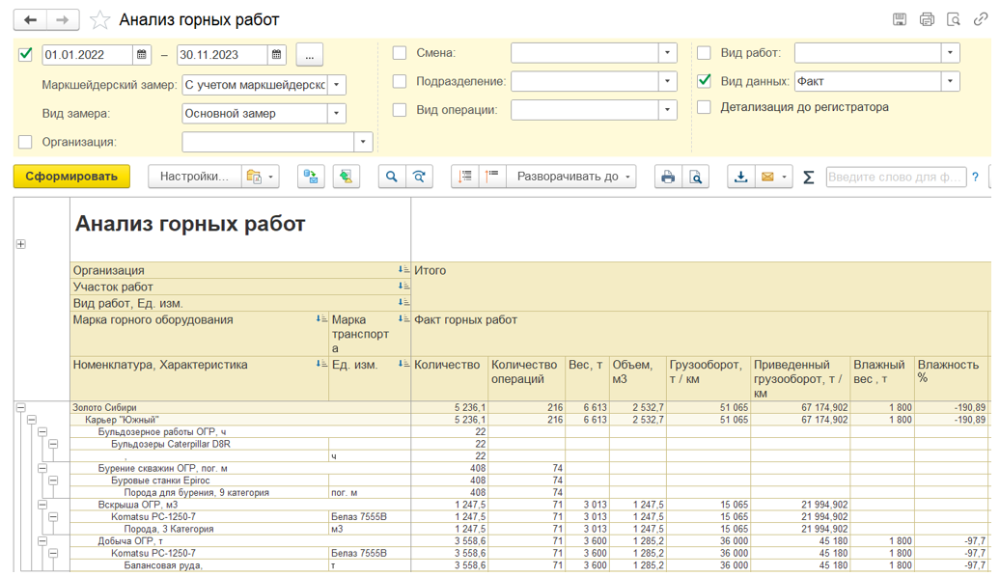 Анализ горных работ
01.01.2022 – 30.11.2023 ...
Смена:
Вид работ:
Маркшейдерский замер: С учетом маркшейдерско
Подразделение:
Вид данных: Факт
Вид замера: Основной замер
Вид операции:
Детализация до регистратора
Организация:
Сформировать Настройки... Разворачивать до Σ Введите слово для ф... ?
Анализ горных работ
Организация Итого
Участок работ
Вид работ, Ед. изм.
Марка горного оборудования Марка транспорта Факт горных работ
Номенклатура, Характеристика Ед. изм. Количество Количество операций Вес, т Объем, м3 Грузооборот, т / км Приведенный грузооборот, т / км Влажный вес , т Влажность %
Золото Сибири 5 236,1 216 6 613 2 532,7 51 065 67 174,902 1 800 -190,89
Карьер "Южный" 5 236,1 216 6 613 2 532,7 51 065 67 174,902 1 800 -190,89
Бульдозерное работы ОГР, ч 22
Бульдозеры Caterpillar D8R 22
, ч 22
Бурение скважин ОГР, пог. м 408 74
Буровые станки Epiroc 408 74
Порода для бурения, 9 категория пог. м 408 74
Вскрыша ОГР, м3 1 247,5 71 3 013 1 247,5 15 065 21 994,902
Komatsu PC-1250-7 Белаз 7555В 1 247,5 71 3 013 1 247,5 15 065 21 994,902
Порода, 3 Категория м3 1 247,5 71 3 013 1 247,5 15 065 21 994,902
Добыча ОГР, т 3 558,6 71 3 600 1 285,2 36 000 45 180 1 800 -97,7
Komatsu PC-1250-7 Белаз 7555В 3 558,6 71 3 600 1 285,2 36 000 45 180 1 800 -97,7
Балансовая руда, т 3 558,6 71 3 600 1 285,2 36 000 45 180 1 800 -97,7